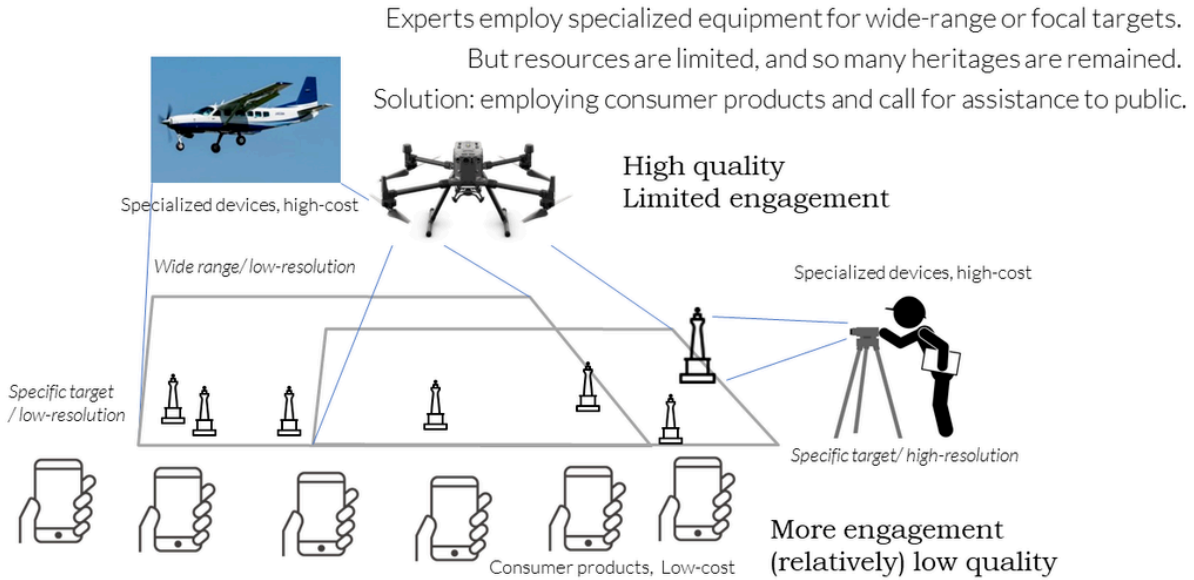 Experts employ specialized equipment for wide-range or focal targets.
But resources are limited, and so many heritages are remained.
Solution: employing consumer products and call for assistance to public.
High quality
Limited engagement
Specialized devices, high-cost
Wide range/ low-resolution
Specialized devices, high-cost
Specific target
/ low-resolution
Specific target/ high-resolution
More engagement
(relatively) low quality
Consumer products, Low-cost